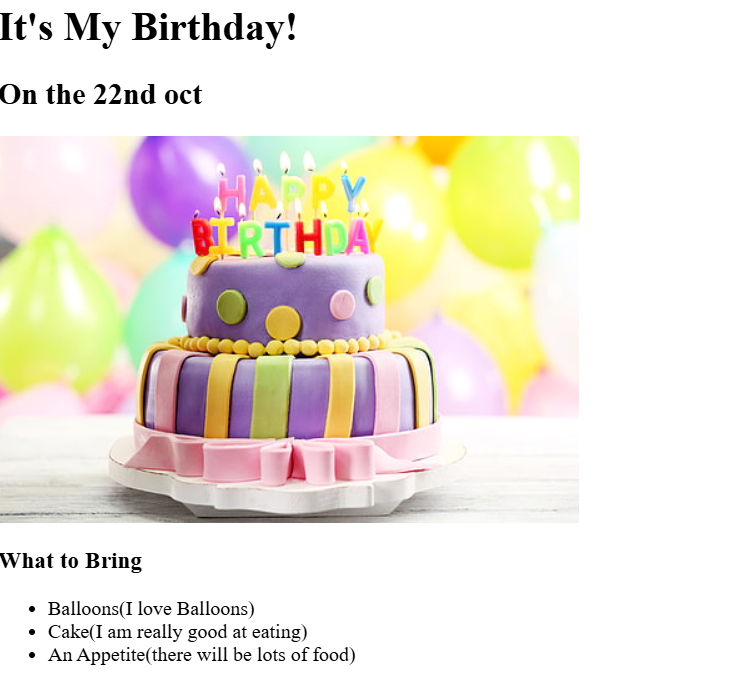 It's My Birthday!
On the 22nd oct
HAPPY
BIRTHDAY
What to Bring
Balloons(I love Balloons)
Cake(I am really good at eating)
An Appetite(there will be lots of food)